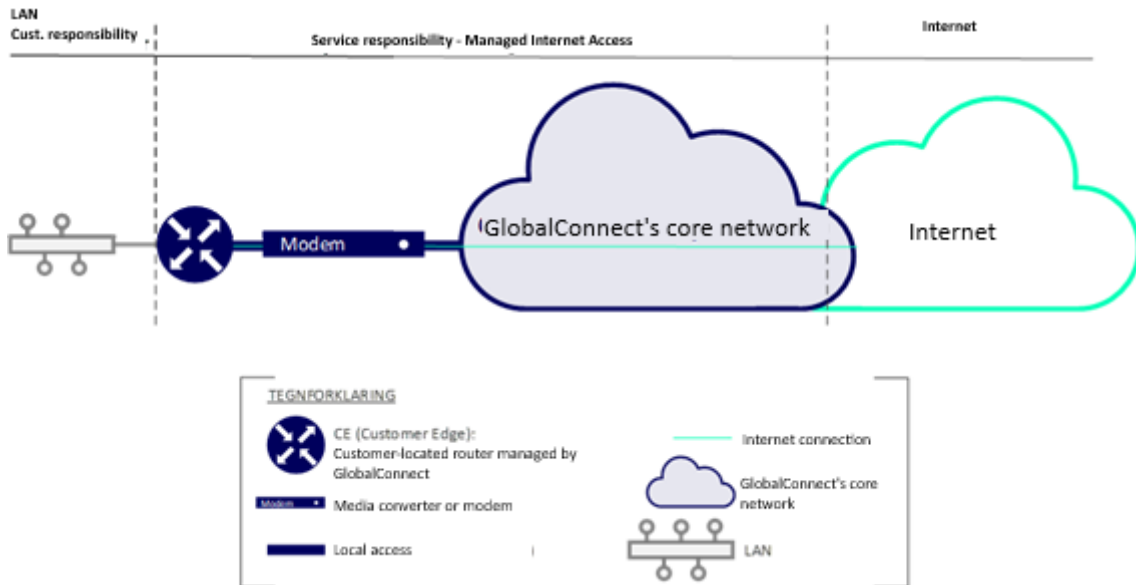 LAN
Cust. responsibility
Service responsibility - Managed Internet Access
Internet
Modem
GlobalConnect's core network
Internet
TEGNFORKLARING
CE (Customer Edge):
Customer-located router managed by
GlobalConnect
Modem
Media converter or modem
Local access
Internet connection
GlobalConnect's core
network
LAN